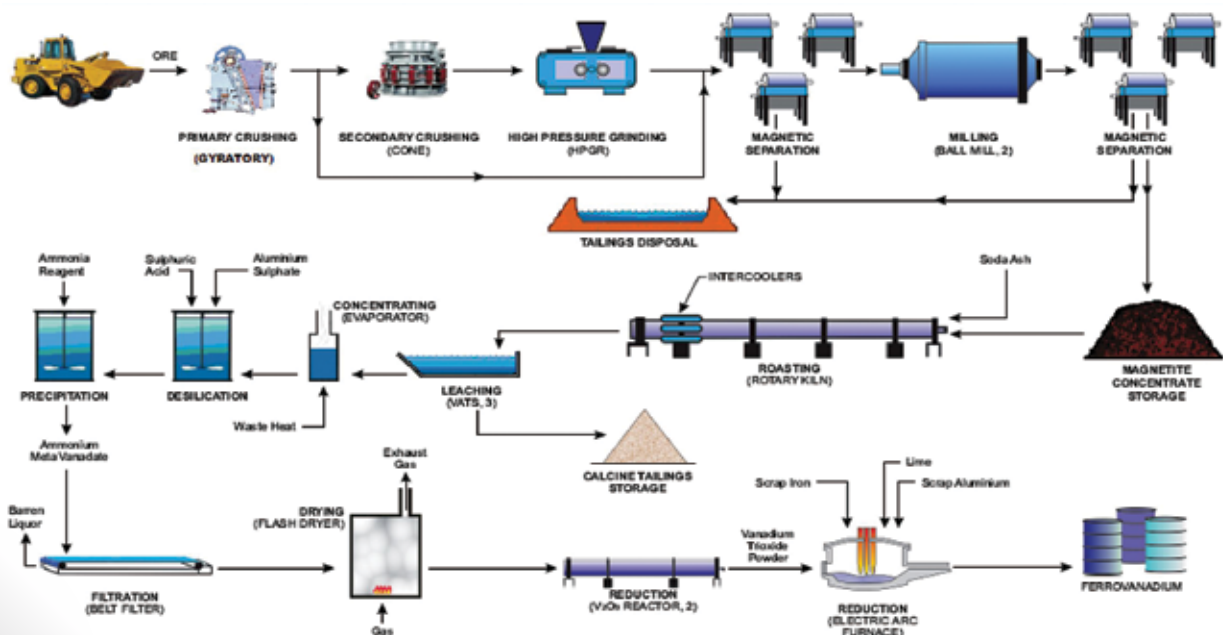 ORE
PRIMARY CRUSHING
(GYRATORY)
SECONDARY CRUSHING
(CONE)
HIGH PRESSURE GRINDING
(HPGR)
MAGNETIC
SEPARATION
MILLING
(BALL MILL, 2)
MAGNETIC
SEPARATION
TAILINGS DISPOSAL
Ammonia
Reagent
Sulphuric
Acid
Aluminium
Sulphate
CONCENTRATING
(EVAPORATOR)
INTERCOOLERS
Soda Ash
PRECIPITATION
DESILICATION
Waste Heat
LEACHING
(VATS, 3)
ROASTING
(ROTARY KILN)
MAGNETITE
CONCENTRATE
STORAGE
CALCINE TAILINGS
STORAGE
Ammonium
Meta Vanadate
Barren
Liquor
FILTRATION
(BELT FILTER)
Exhaust
Gas
DRYING
(FLASH DRYER)
Gas
REDUCTION
(V₂O₃ REACTOR, 2)
Vanadium
Trioxide
Powder
Scrap Iron
Lime
Scrap Aluminium
REDUCTION
(ELECTRIC ARC
FURNACE)
FERROVANADIUM